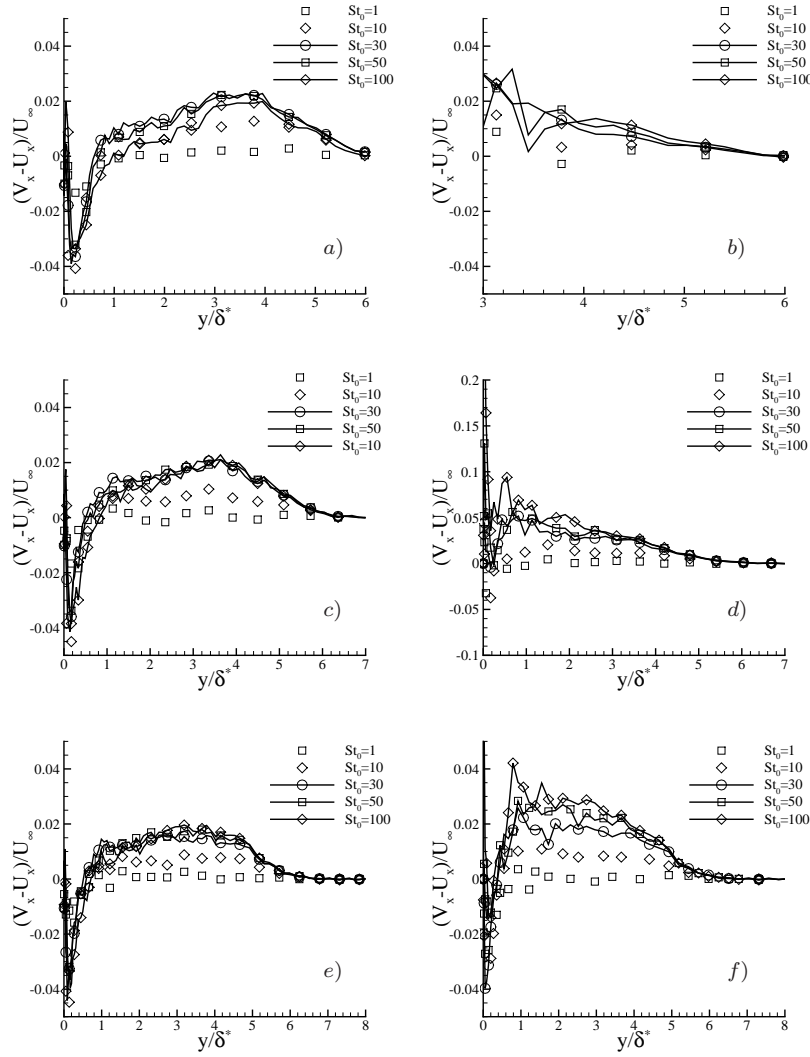 St₀=1
St₀=10
St₀=30
St₀=50
St₀=100
(Vₓ-Uₓ)/U∞
0.04
0.02
0
-0.02
-0.04
a)
0 1 2 3 4 5 6
y/δ*
St₀=1
St₀=10
St₀=30
St₀=50
St₀=100
(Vₓ-Uₓ)/U∞
0.04
0.02
0
-0.02
-0.04
b)
3 4 5 6
y/δ*
St₀=1
St₀=10
St₀=30
St₀=50
St₀=10
(Vₓ-Uₓ)/U∞
0.04
0.02
0
-0.02
-0.04
c)
0 1 2 3 4 5 6 7
y/δ*
St₀=1
St₀=10
St₀=30
St₀=50
St₀=100
(Vₓ-Uₓ)/U∞
0.2
0.15
0.1
0.05
0
-0.05
-0.1
d)
0 1 2 3 4 5 6 7
y/δ*
St₀=1
St₀=10
St₀=30
St₀=50
St₀=100
(Vₓ-Uₓ)/U∞
0.04
0.02
0
-0.02
-0.04
e)
0 1 2 3 4 5 6 7 8
y/δ*
St₀=1
St₀=10
St₀=30
St₀=50
St₀=100
(Vₓ-Uₓ)/U∞
0.04
0.02
0
-0.02
-0.04
f)
0 1 2 3 4 5 6 7 8
y/δ*